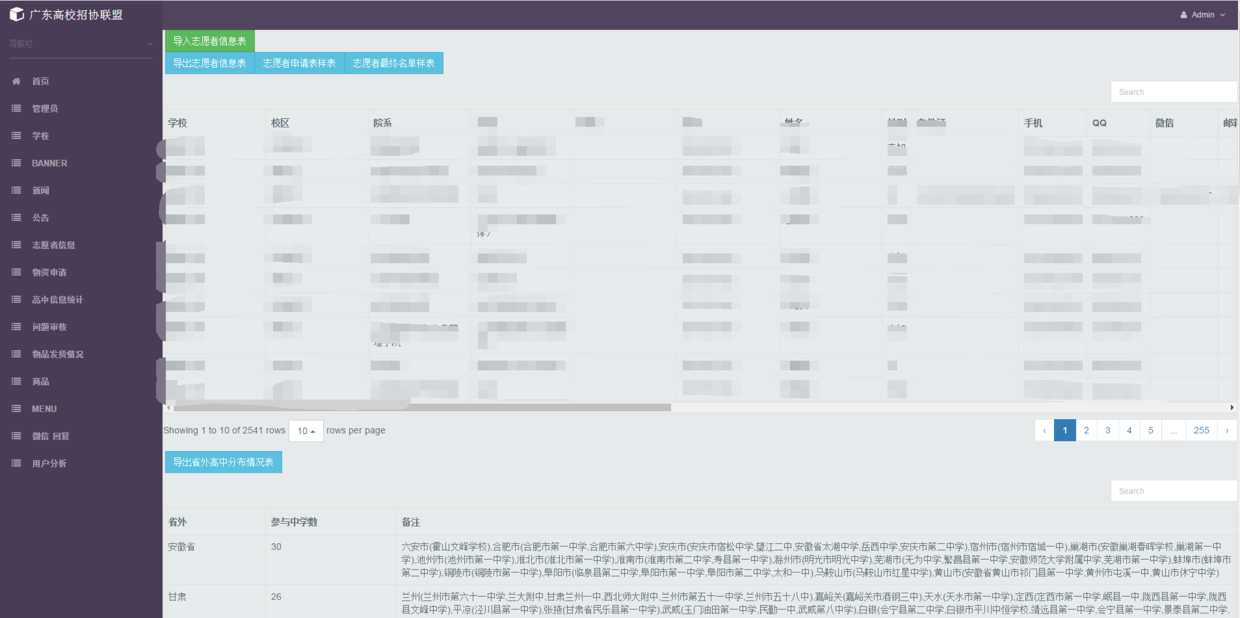 广东高校招协联盟
Admin
导航栏
首页
管理员
学校
BANNER
新闻
公告
志愿者信息
物资申请
高中信息统计
问题审核
物品发货情况
商品
MENU
微信 回复
用户分析
导入志愿者信息表
导出志愿者信息表 志愿者申请表样表 志愿者最终名单样表
Search
学校 校区 院系 姓名 手机 QQ 微信
Showing 1 to 10 of 2541 rows 10 rows per page
‹ 1 2 3 4 5 ... 255 ›
导出省外高中分布情况表
Search
省外 参与中学数 备注
安徽省 30 六安市(霍山文峰学校),合肥市(合肥市第一中学,合肥市第六中学),安庆市(安庆市宿松中学,望江二中,安徽省太湖中学,岳西中学,安庆市第二中学),宿州市(宿州市宿城一中),巢湖市(安徽巢湖春晖学校,巢湖第一中
学),池州市(池州市第一中学),淮北市(淮北市第一中学),淮南市(淮南市第二中学,寿县第一中学),滁州市(明光市明光中学),芜湖市(无为中学,繁昌县第一中学,安徽师范大学附属中学,芜湖市第一中学),蚌埠市(蚌埠市
第二中学),铜陵市(铜陵市第一中学),阜阳市(临泉县第二中学,阜阳市第一中学,阜阳市第二中学,太和一中),马鞍山市(马鞍山市红星中学),黄山市(安徽省黄山市祁门县第一中学,黄州市屯溪一中,黄山市休宁中学)
甘肃 26 兰州(兰州市第六十一中学,兰大附中,甘肃兰州一中,西北师大附中,兰州市第五十一中学,兰州市五十八中),嘉峪关(嘉峪关市酒钢三中),天水(天水市第一中学),定西(定西市第一中学,岷县一中,陇西县第一中学,陇西
县文峰中学),平凉(泾川县第一中学),张掖(甘肃省民乐县第一中学),武威(玉门油田第一中学,民勤一中,武威第八中学),白银(会宁县第二中学,白银市平川中恒学校,靖远县第一中学,会宁县第一中学,景泰县第二中学,